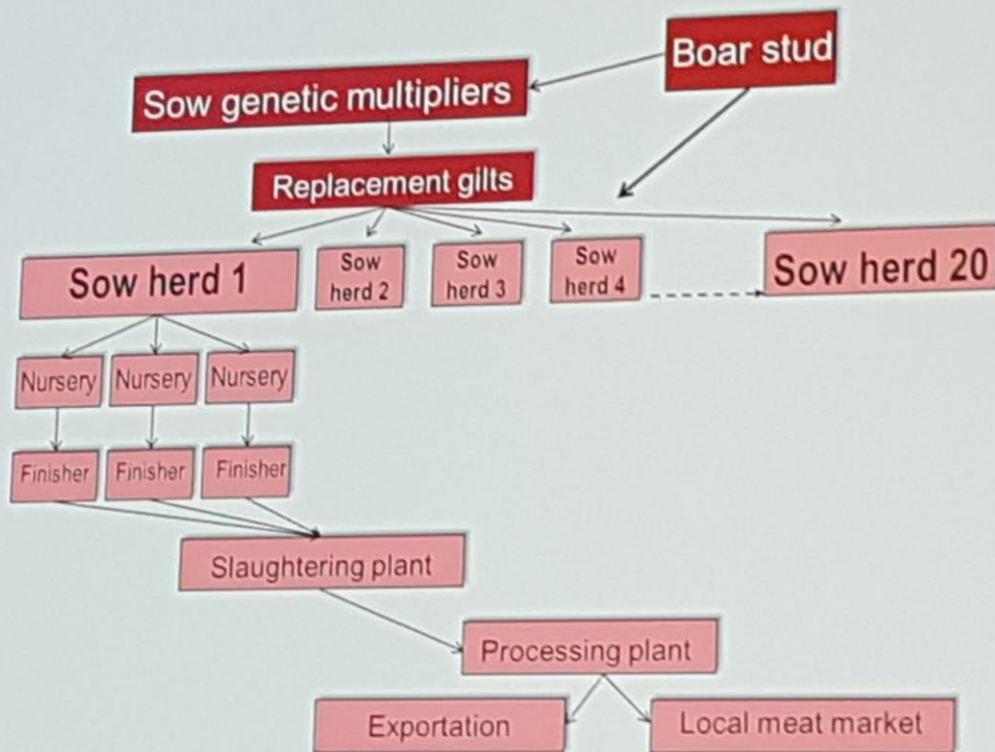 Boar stud
Sow genetic multipliers
Replacement gilts
Sow herd 1
Sow
herd 2
Sow
herd 3
Sow
herd 4
Sow herd 20
Nursery
Nursery
Nursery
Finisher
Finisher
Finisher
Slaughtering plant
Processing plant
Exportation
Local meat market